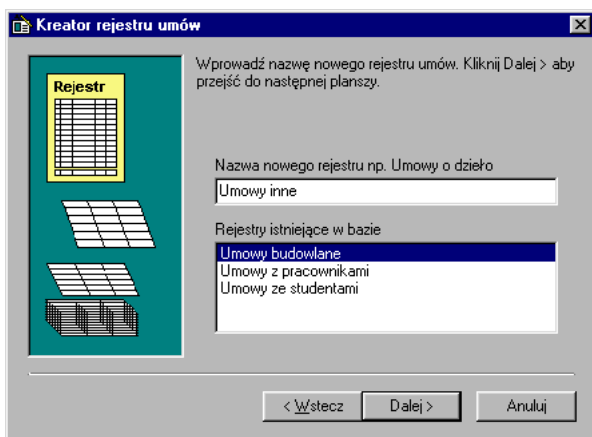 Kreator rejestru umów
Rejestr
Wprowadź nazwę nowego rejestru umów. Kliknij Dalej > aby
przejść do następnej planszy.
Nazwa nowego rejestru np. Umowy o dzieło
Umowy inne
Rejestry istniejące w bazie
Umowy budowlane
Umowy z pracownikami
Umowy ze studentami
< Wstecz
Dalej >
Anuluj